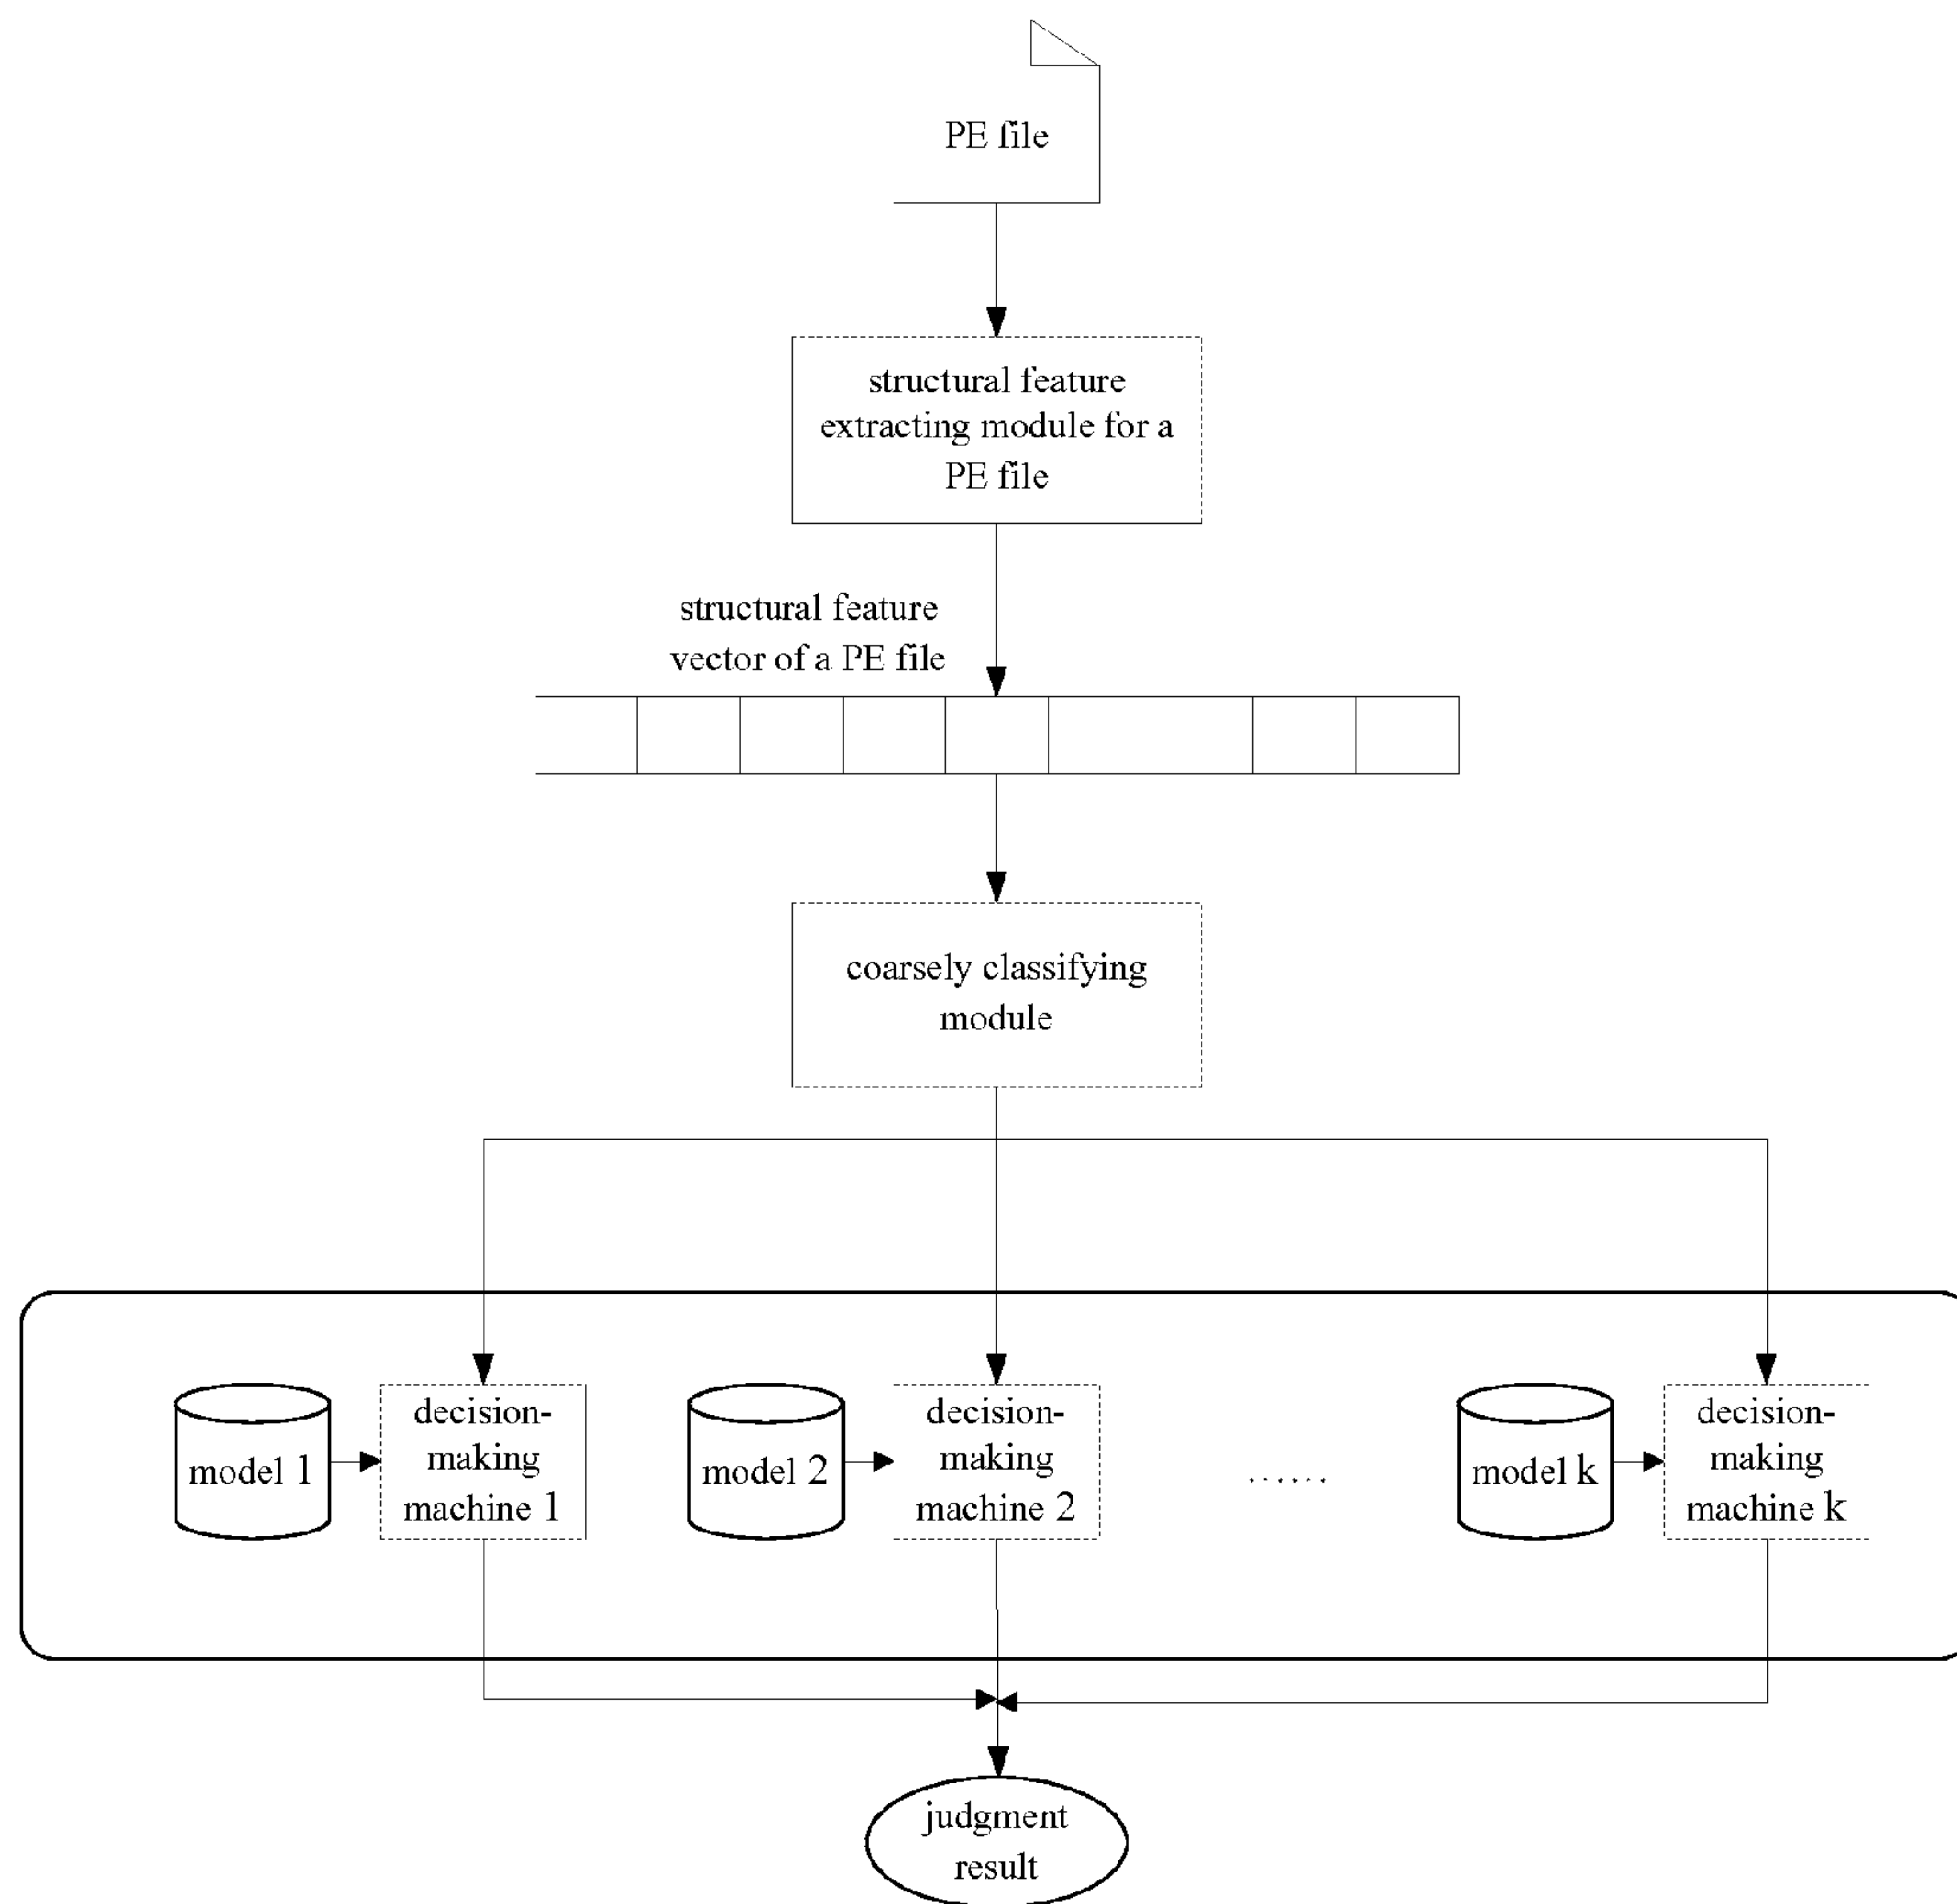 PE file
structural feature
extracting module for a
PE file
structural feature
vector of a PE file
coarsely classifying
module
model 1
decision-
making
machine 1
model 2
decision-
making
machine 2
......
model k
decision-
making
machine k
judgment
result